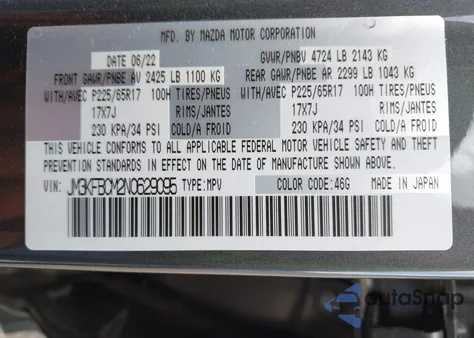 MFD. BY MAZDA MOTOR CORPORATION
DATE 06/22 GVWR/PNBV 4724 LB 2143 KG
FRONT GAWR/PNBE AV 2425 LB 1100 KG REAR GAWR/PNBE AR 2299 LB 1043 KG
WITH/AVEC P225/65R17 100H TIRES/PNEUS WITH/AVEC P225/65R17 100H TIRES/PNEUS
17X7J RIMS/JANTES 17X7J RIMS/JANTES
230 KPA/34 PSI COLD/A FROID 230 KPA/34 PSI COLD/A FROID
THIS VEHICLE CONFORMS TO ALL APPLICABLE FEDERAL MOTOR VEHICLE SAFETY AND THEFT
PREVENTION STANDARDS IN EFFECT ON THE DATE OF MANUFACTURE SHOWN ABOVE.
VIN: JM3KFBCM2N0629095 TYPE:MPV COLOR CODE:46G MADE IN JAPAN
autoSnap